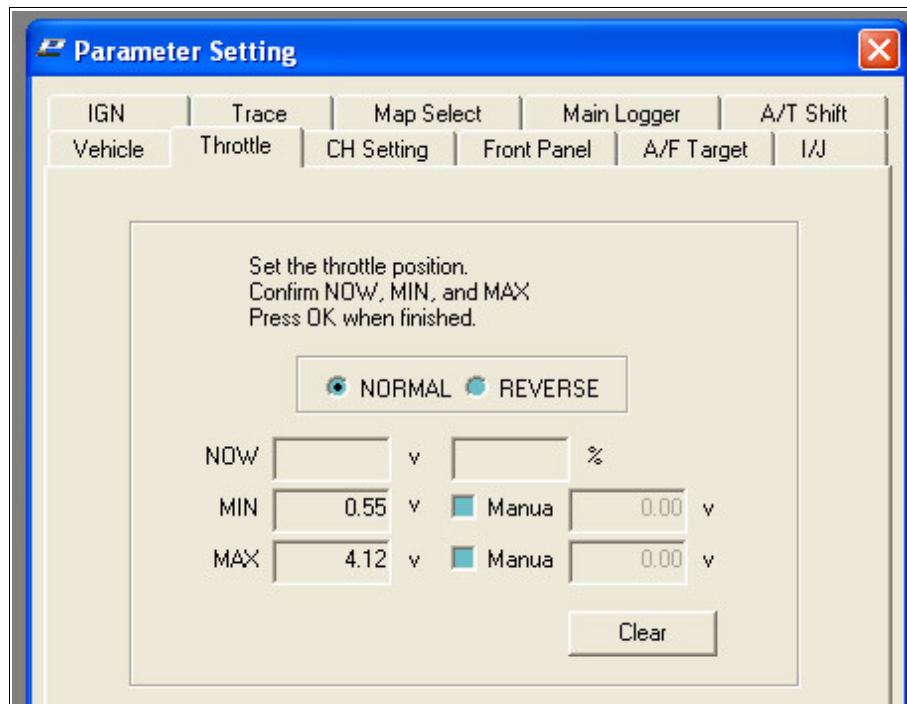 Parameter Setting
IGN Trace Map Select Main Logger A/T Shift
Vehicle Throttle CH Setting Front Panel A/F Target I/J
Set the throttle position.
Confirm NOW, MIN, and MAX
Press OK when finished.
NORMAL REVERSE
NOW v %
MIN 0.55 v Manua 0.00 v
MAX 4.12 v Manua 0.00 v
Clear